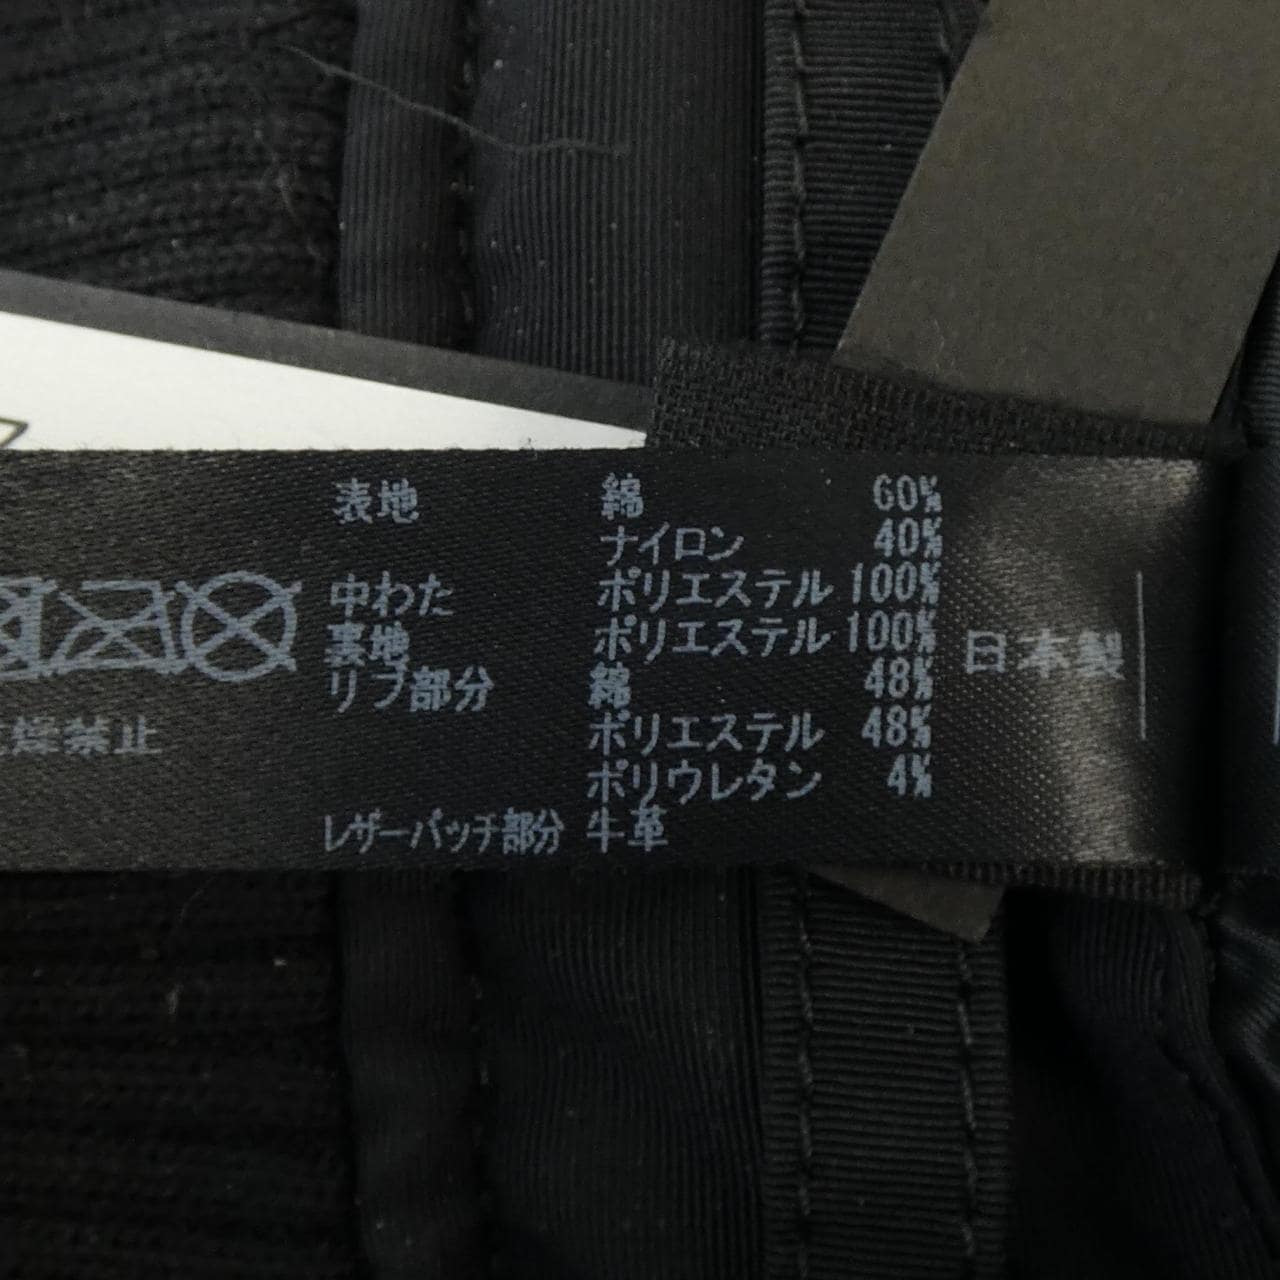 表地 綿 60%
ナイロン 40%
中わた ポリエステル 100%
裏地 ポリエステル 100%
リブ部分 綿 48%
ポリエステル 48%
ポリウレタン 4%
レザーパッチ部分 牛革
日本製
燥禁止